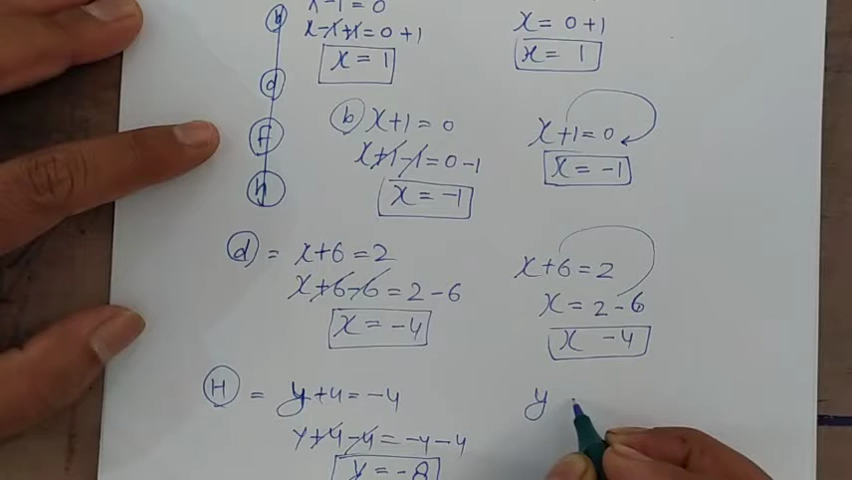 x-1=0
x-1+1=0+1
x=1
x=0+1
x=1
b
d
F
h
b x+1=0
x+1-1=0-1
x=-1
x+1=0
x=-1
d = x+6=2
x+6-6=2-6
x=-4
x+6=2
x=2-6
x -4
H = y+4=-4
y+4-4=-4-4
y=-8
y